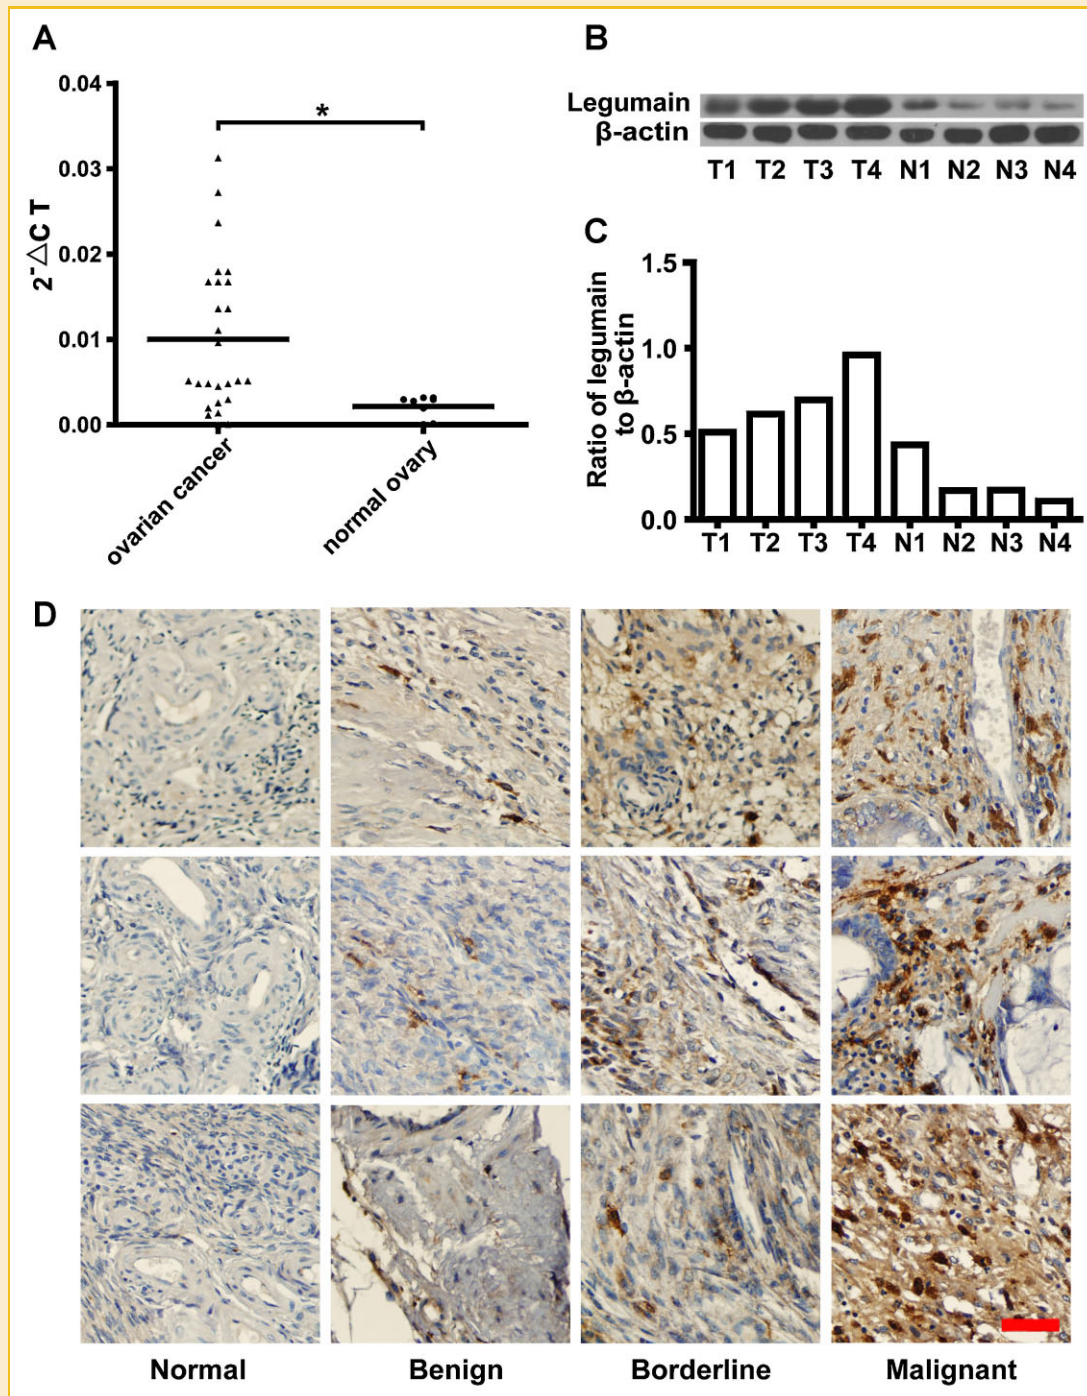 A
0.04
0.03
0.02
0.01
0.00
2⁻△C T
*
ovarian cancer
normal ovary
B
Legumain
β-actin
T1 T2 T3 T4 N1 N2 N3 N4
C
Ratio of legumain
to β-actin
1.5
1.0
0.5
0.0
T1 T2 T3 T4 N1 N2 N3 N4
D
Normal Benign Borderline Malignant